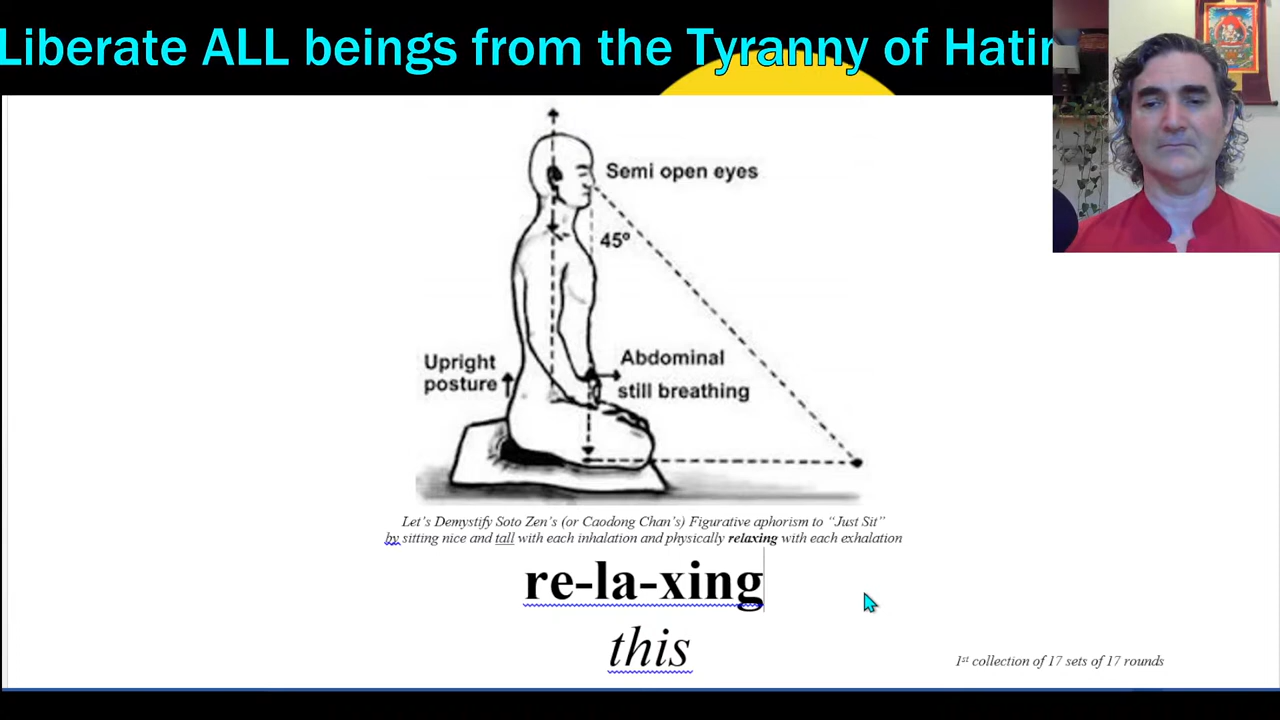 Liberate ALL beings from the Tyranny of Hatir
Semi open eyes
45º
Upright
posture
Abdominal
still breathing
Let's Demystify Soto Zen's (or Caodong Chan's) Figurative aphorism to “Just Sit”
by sitting nice and tall with each inhalation and physically relaxing with each exhalation
re-la-xing
this
1st collection of 17 sets of 17 rounds